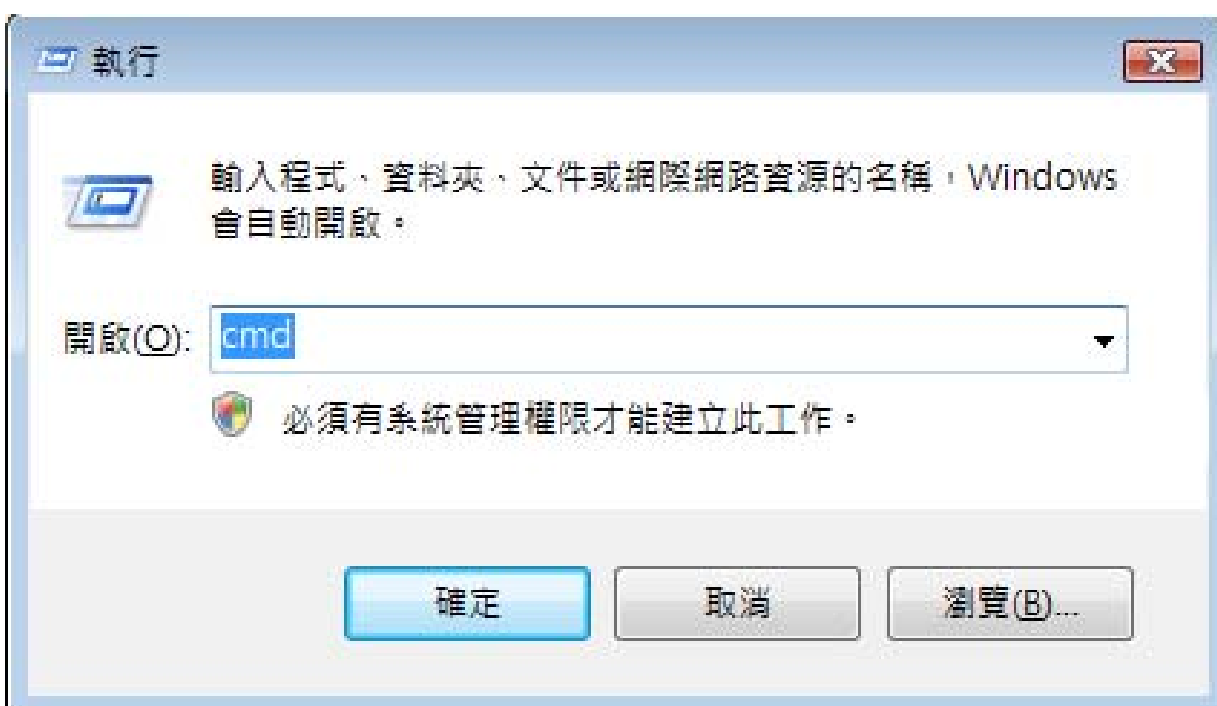 執行
輸入程式、資料夾、文件或網際網路資源的名稱，Windows
會自動開啟。
開啟(O): cmd
必須有系統管理權限才能建立此工作。
確定 取消 瀏覽(B)...